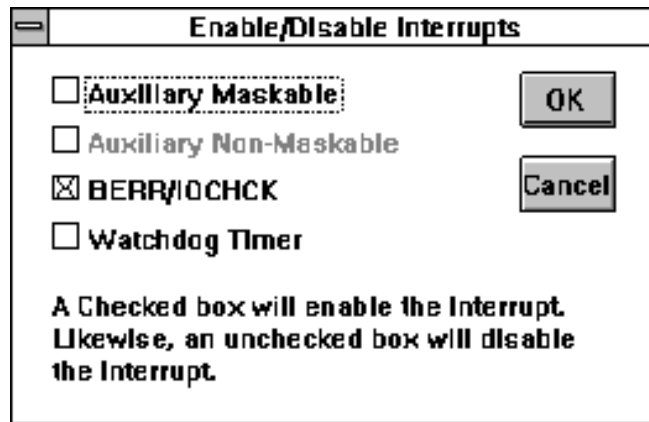 Enable/Disable Interrupts
Auxiliary Maskable
OK
Auxiliary Non-Maskable
BERR/IOCHCK
Cancel
Watchdog Timer
A Checked box will enable the Interrupt.
Likewise, an unchecked box will disable
the Interrupt.